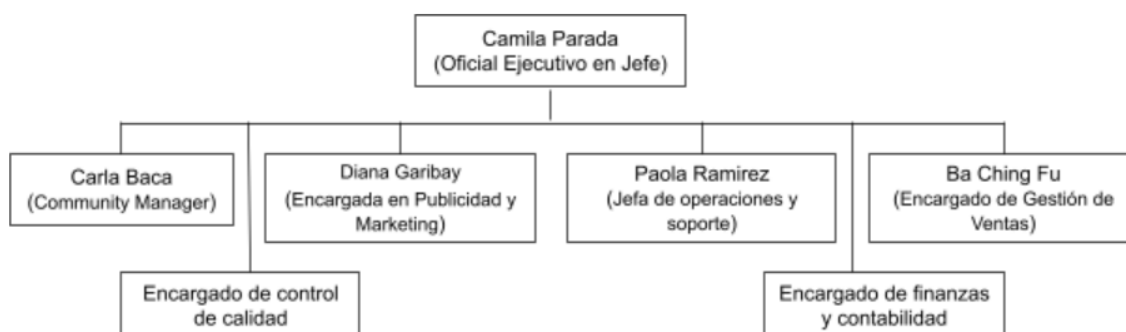 Camila Parada
(Oficial Ejecutivo en Jefe)
Carla Baca
(Community Manager)
Diana Garibay
(Encargada en Publicidad y
Marketing)
Paola Ramirez
(Jefa de operaciones y
soporte)
Ba Ching Fu
(Encargado de Gestión de
Ventas)
Encargado de control
de calidad
Encargado de finanzas
y contabilidad